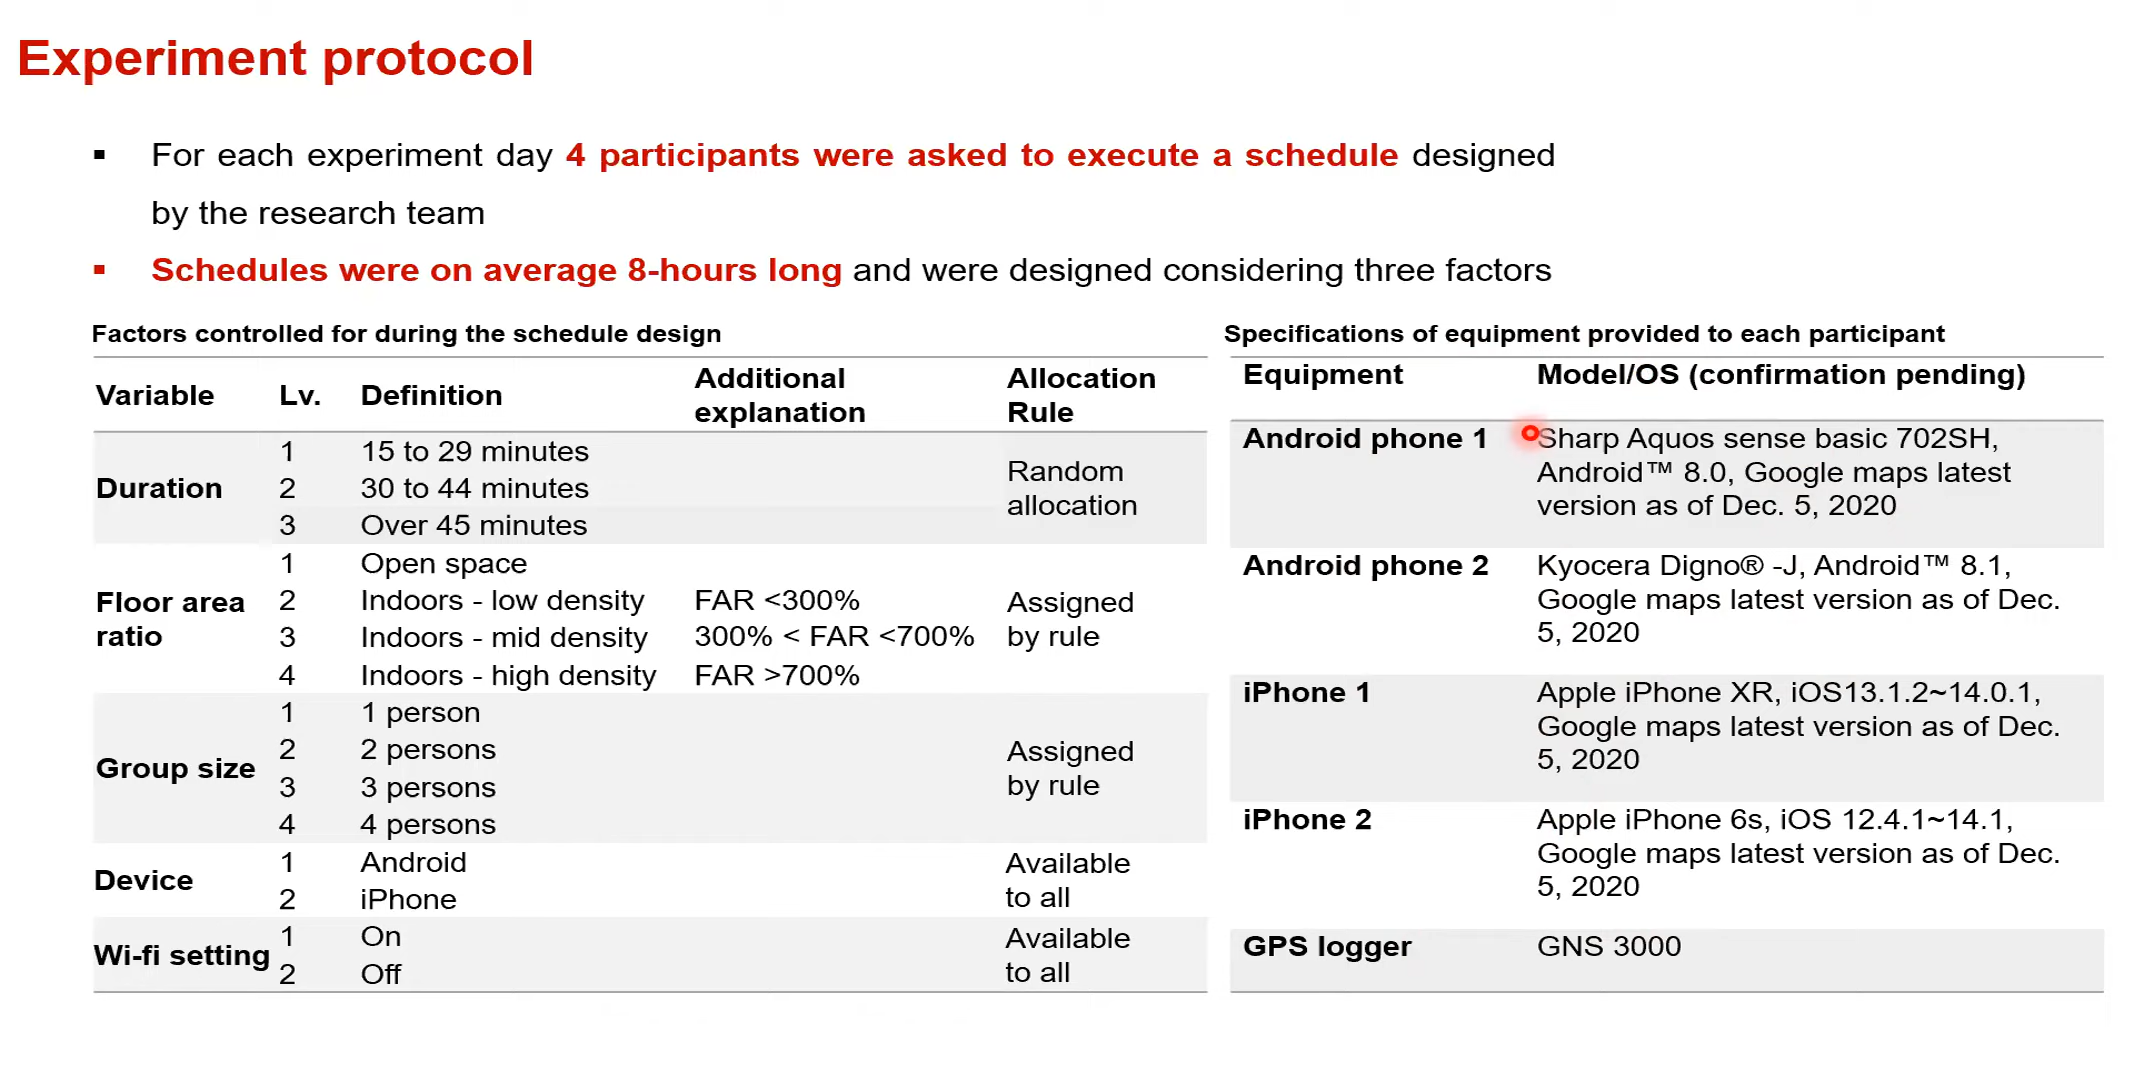 Experiment protocol
▪ For each experiment day 4 participants were asked to execute a schedule designed
by the research team
▪ Schedules were on average 8-hours long and were designed considering three factors
Factors controlled for during the schedule design
Variable Lv. Definition Additional explanation Allocation Rule
Duration
1 15 to 29 minutes
2 30 to 44 minutes
3 Over 45 minutes
Random
allocation
Floor area
ratio
1 Open space
2 Indoors - low density FAR <300%
3 Indoors - mid density 300% < FAR <700%
4 Indoors - high density FAR >700%
Assigned
by rule
Group size
1 1 person
2 2 persons
3 3 persons
4 4 persons
Assigned
by rule
Device
1 Android
2 iPhone
Available
to all
Wi-fi setting
1 On
2 Off
Available
to all
Specifications of equipment provided to each participant
Equipment Model/OS (confirmation pending)
Android phone 1 Sharp Aquos sense basic 702SH,
Android™ 8.0, Google maps latest
version as of Dec. 5, 2020
Android phone 2 Kyocera Digno® -J, Android™ 8.1,
Google maps latest version as of Dec.
5, 2020
iPhone 1 Apple iPhone XR, iOS13.1.2~14.0.1,
Google maps latest version as of Dec.
5, 2020
iPhone 2 Apple iPhone 6s, iOS 12.4.1~14.1,
Google maps latest version as of Dec.
5, 2020
GPS logger GNS 3000